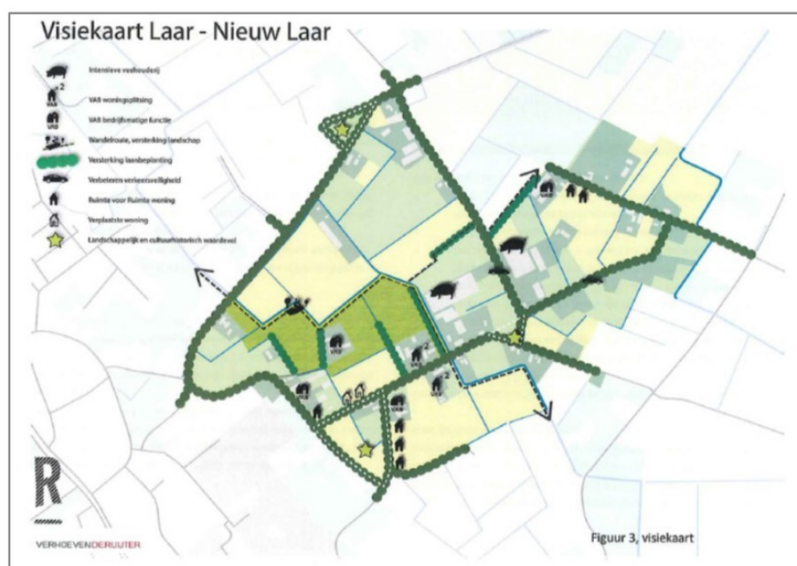 Visiekaart Laar - Nieuw Laar
Intensieve veehouderij
VAB woningsplitsing
VAB bedrijfsmatige functie
Wandelroute, versterking landschap
Versterking laanbeplanting
Verbeteren verkeersveiligheid
Ruimte voor Ruimte woning
Verplaatste woning
Landschappelijk en cultuurhistorisch waardevol
R
VERHOEVENDERUIJTER
Figuur 3, visiekaart